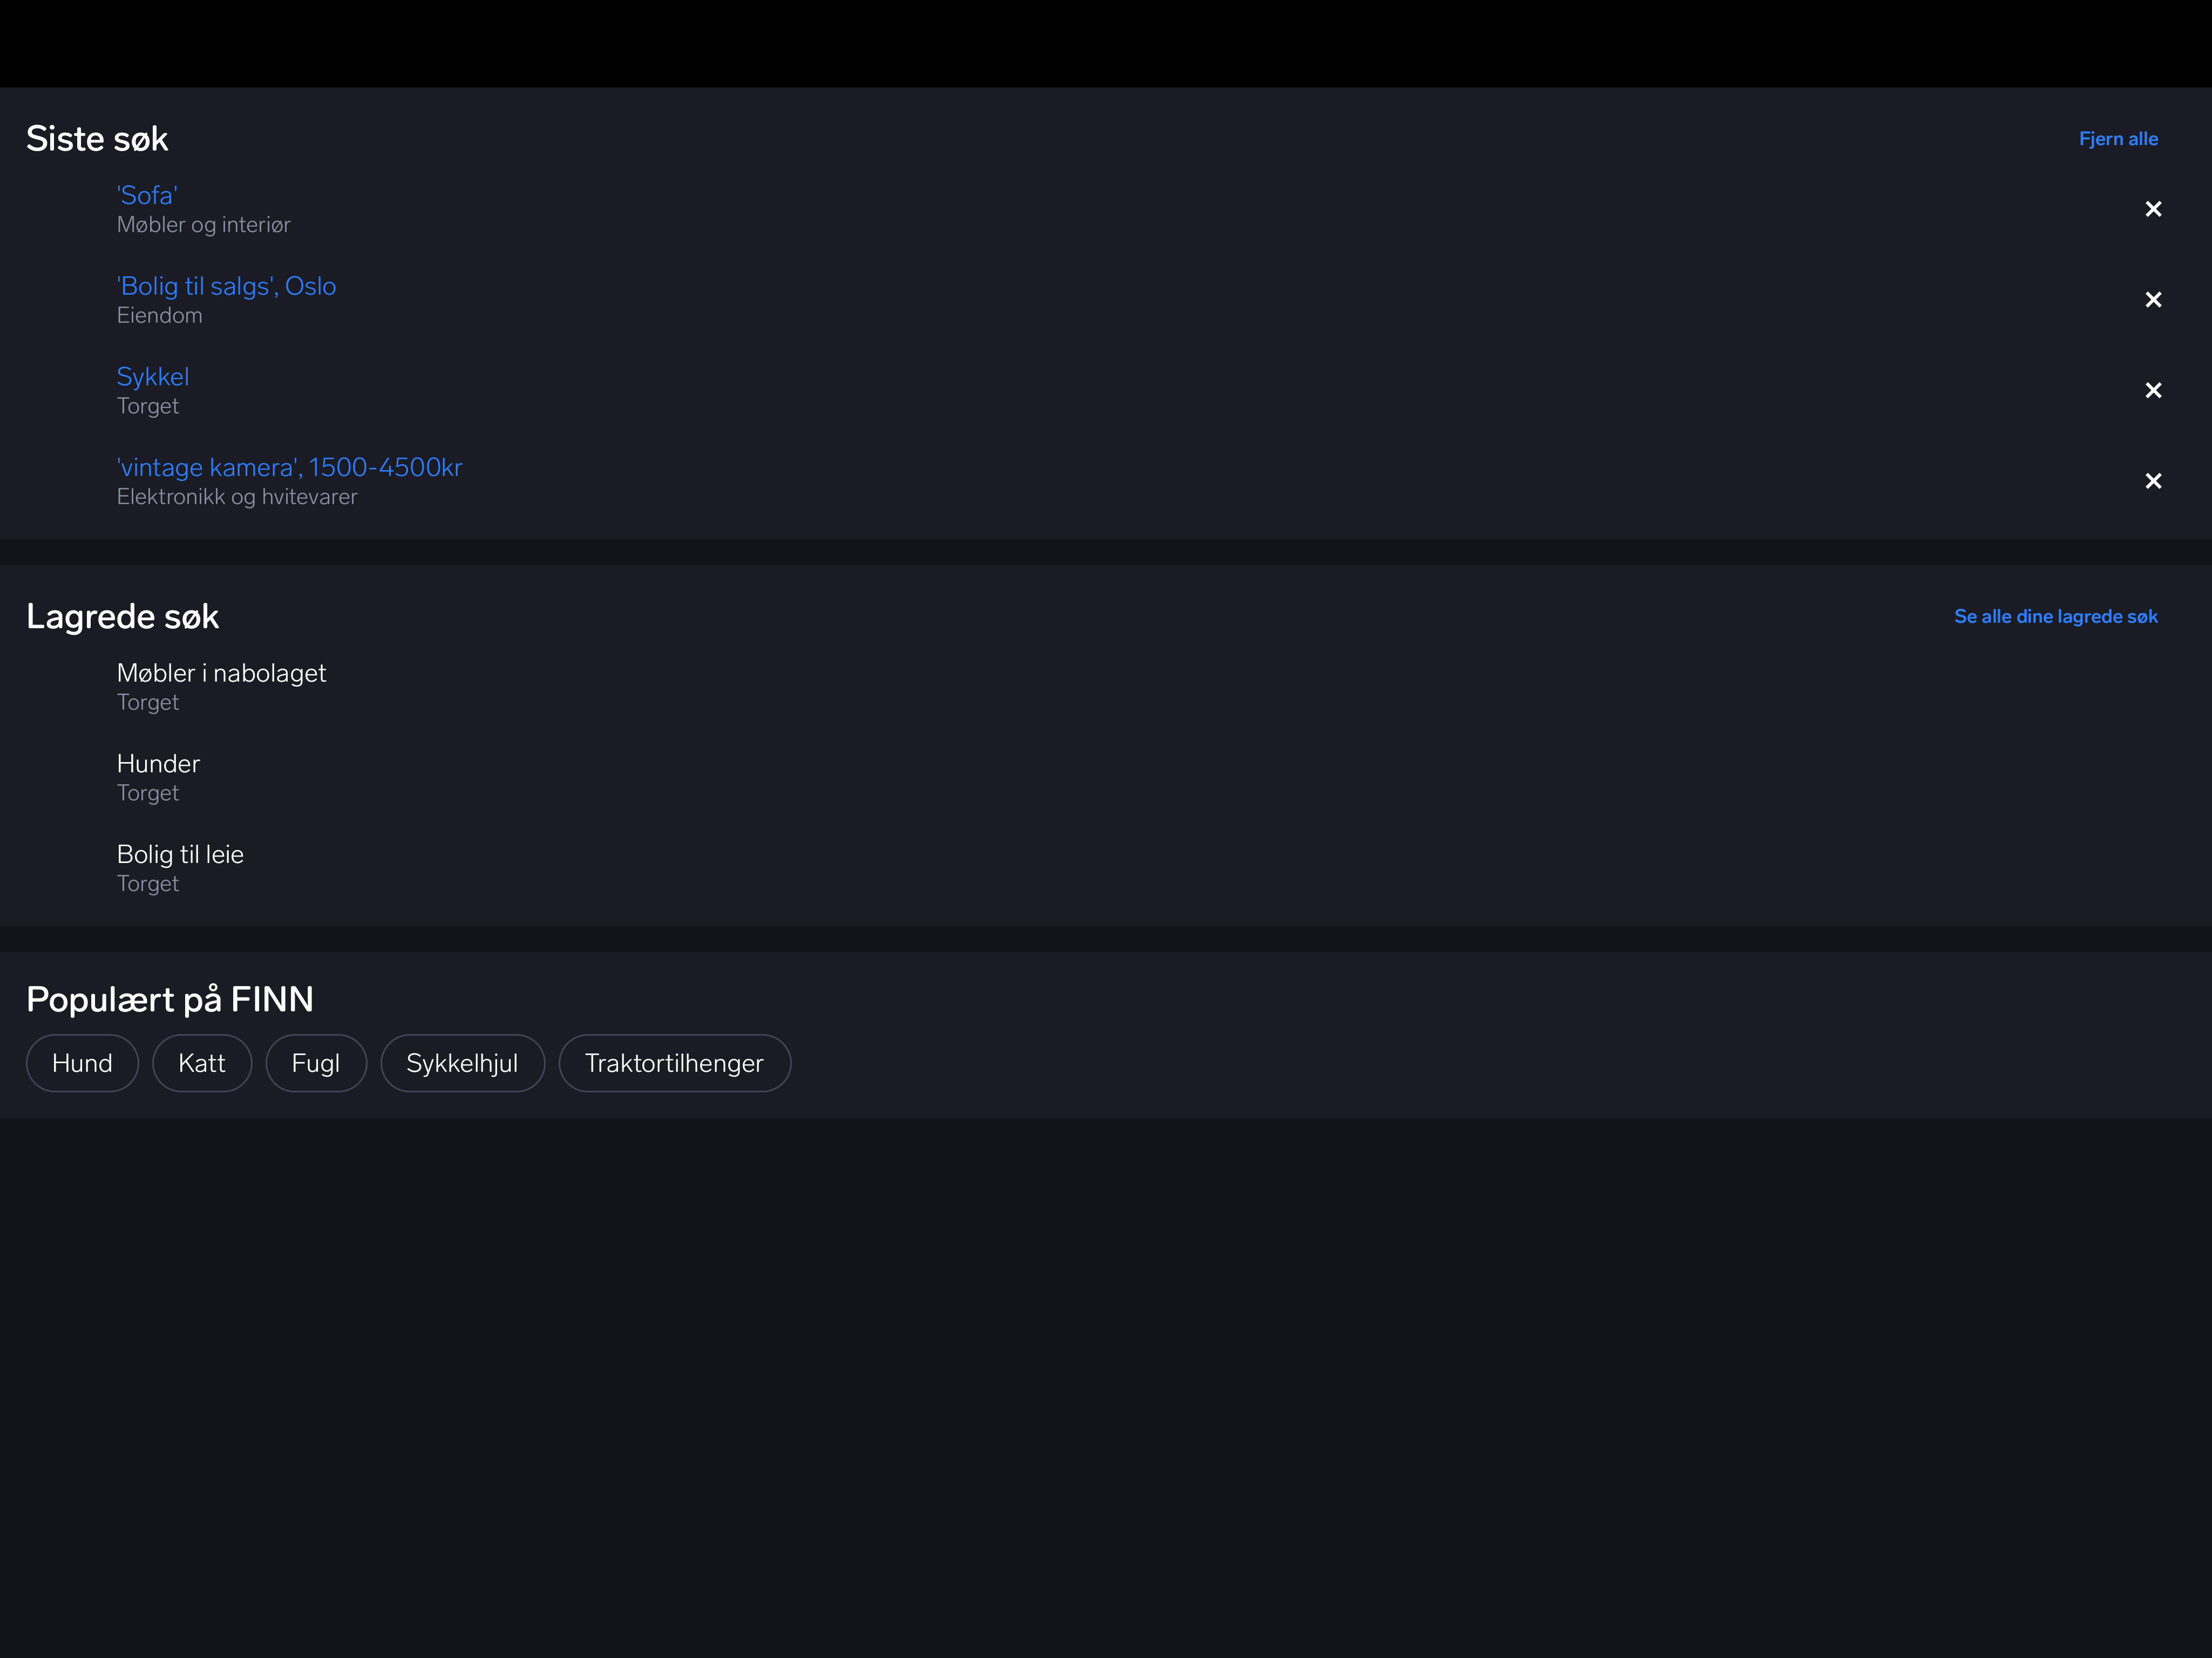 Siste søk
Fjern alle
'Sofa'
Møbler og interiør
'Bolig til salgs', Oslo
Eiendom
Sykkel
Torget
'vintage kamera', 1500-4500kr
Elektronikk og hvitevarer
Lagrede søk
Se alle dine lagrede søk
Møbler i nabolaget
Torget
Hunder
Torget
Bolig til leie
Torget
Populært på FINN
Hund Katt Fugl Sykkelhjul Traktortilhenger